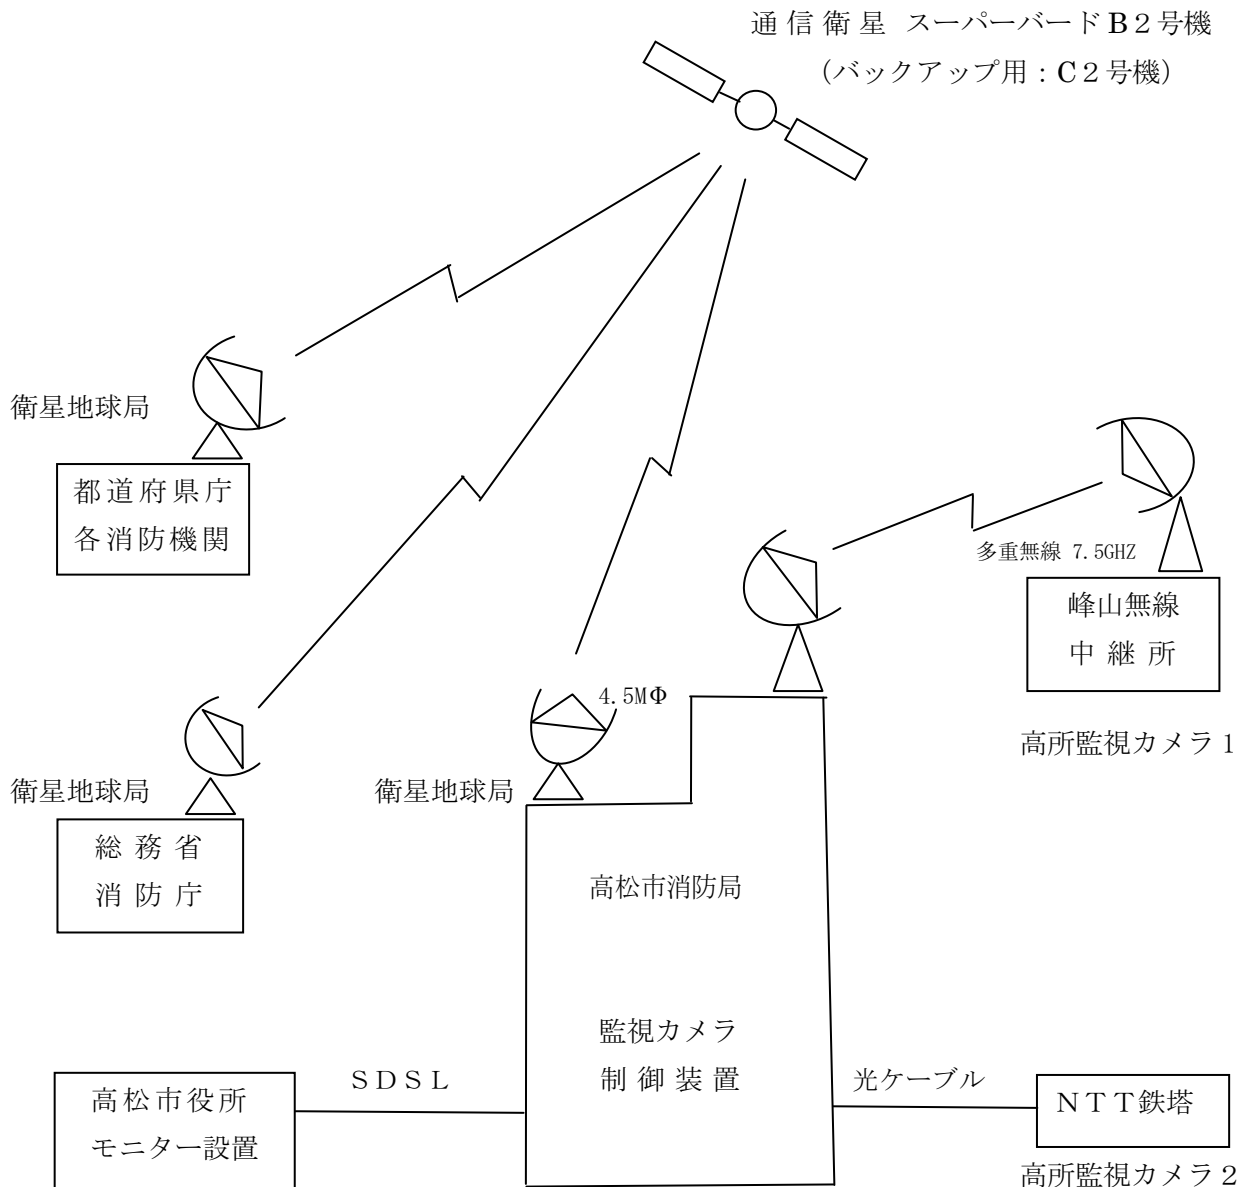 通信衛星 スーパーバードB2号機
(バックアップ用:C2号機)
衛星地球局
都道府県庁
各消防機関
多重無線 7.5GHZ
峰山無線
中継所
高所監視カメラ1
4.5MΦ
衛星地球局
総務省
消防庁
衛星地球局
高松市消防局
監視カメラ
制御装置
SDSL
高松市役所
モニター設置
光ケーブル
NTT鉄塔
高所監視カメラ2